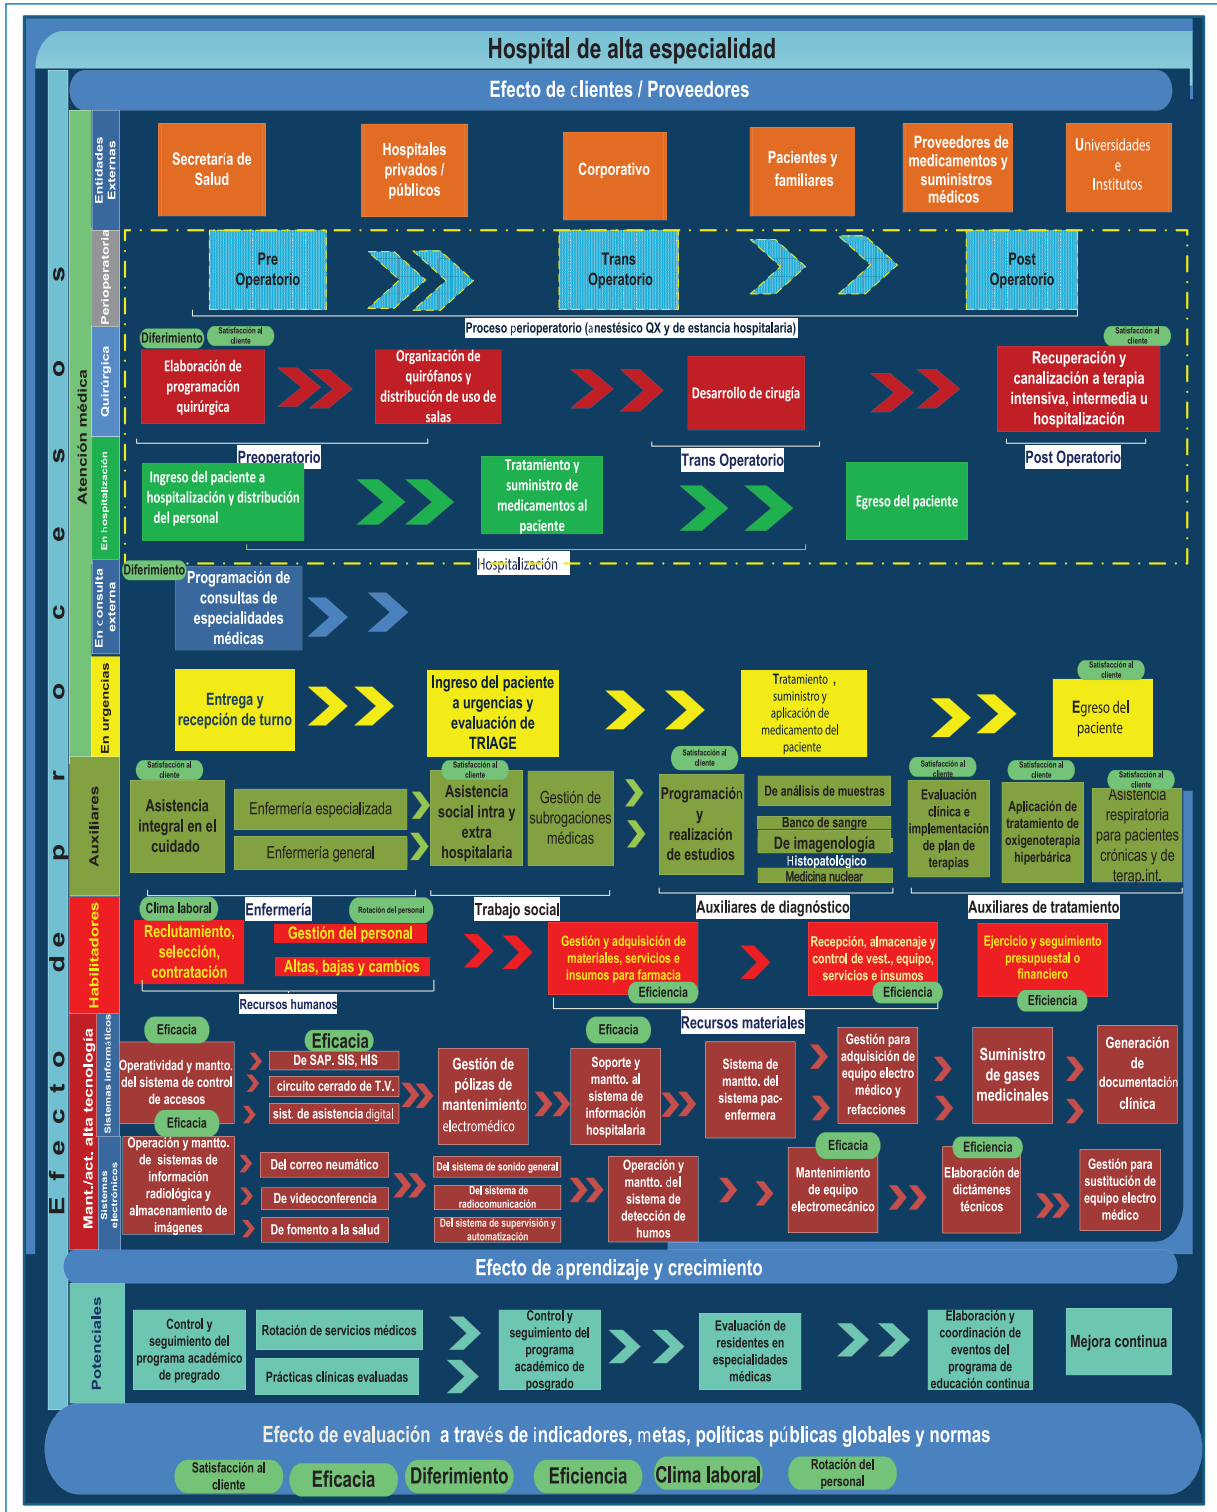 Hospital de alta especialidad
Efecto de clientes / Proveedores
Efecto de procesos
Atención médica
Entidades
Externas
Secretaría de
Salud
Hospitales
privados /
públicos
Corporativo
Pacientes y
familiares
Proveedores de
medicamentos y
suministros
médicos
Universidades
e
Institutos
Perioperatoria
Pre
Operatorio
Trans
Operatorio
Post
Operatorio
Proceso perioperatorio (anestésico QX y de estancia hospitalaria)
Quirúrgica
Diferimiento
Satisfacción al
cliente
Elaboración de
programación
quirúrgica
Organización de
quirófanos y
distribución de uso de
salas
Desarrollo de cirugía
Satisfacción al
cliente
Recuperación y
canalización a terapia
intensiva, intermedia u
hospitalización
Preoperatorio
Trans Operatorio
Post Operatorio
En hospitalización
Ingreso del paciente a
hospitalización y distribución
del personal
Tratamiento y
suministro de
medicamentos al
paciente
Egreso del paciente
Hospitalización
En consulta
externa
Diferimiento
Programación de
consultas de
especialidades
médicas
En urgencias
Entrega y
recepción de turno
Ingreso del paciente
a urgencias y
evaluación de
TRIAGE
Tratamiento ,
suministro y
aplicación de
medicamento del
paciente
Satisfacción al
cliente
Egreso del
paciente
Auxiliares
Satisfacción al
cliente
Asistencia
integral en el
cuidado
Enfermería especializada
Enfermería general
Satisfacción al
cliente
Asistencia
social intra y
extra
hospitalaria
Gestión de
subrogaciones
médicas
Satisfacción al
cliente
Programación
y
realización
de estudios
De análisis de muestras
Banco de sangre
De imagenología
Histopatológico
Medicina nuclear
Satisfacción al
cliente
Evaluación
clínica e
implementación
de plan de
terapias
Satisfacción al
cliente
Aplicación de
tratamiento de
oxigenoterapia
hiperbárica
Satisfacción al
cliente
Asistencia
respiratoria
para pacientes
crónicas y de
terap.int.
Enfermería
Trabajo social
Auxiliares de diagnóstico
Auxiliares de tratamiento
Habilitadores
Clima laboral
Reclutamiento,
selección,
contratación
Rotación del personal
Gestión del personal
Altas, bajas y cambios
Gestión y adquisición de
materiales, servicios e
insumos para farmacia
Eficiencia
Recepción, almacenaje y
control de vest., equipo,
servicios e insumos
Eficiencia
Ejercicio y seguimiento
presupuestal o
financiero
Eficiencia
Recursos humanos
Recursos materiales
Mant./act. alta tecnología
Sistemas informáticos
Eficacia
Operatividad y mantto.
del sistema de control
de accesos
Eficacia
De SAP. SIS, HIS
circuito cerrado de T.V.
sist. de asistencia digital
Gestión de
pólizas de
mantenimiento
electromédico
Eficacia
Soporte y
mantto. al
sistema de
información
hospitalaria
Sistema de
mantto. del
sistema pac-
enfermera
Gestión para
adquisición de
equipo electro
médico y
refacciones
Suministro
de gases
medicinales
Generación
de
documentación
clínica
Sistemas
electrónicos
Eficacia
Operación y mantto.
de sistemas de
información
radiológica y
almacenamiento de
imágenes
Del correo neumático
De videoconferencia
De fomento a la salud
Del sistema de sonido general
Del sistema de
radiocomunicación
Del sistema de supervisión y
automatización
Operación y
mantto. del
sistema de
detección de
humos
Eficacia
Mantenimiento
de equipo
electromecánico
Eficiencia
Elaboración de
dictámenes
técnicos
Gestión para
sustitución de
equipo electro
médico
Efecto de aprendizaje y crecimiento
Potenciales
Control y
seguimiento del
programa académico
de pregrado
Rotación de servicios médicos
Prácticas clínicas evaluadas
Control y
seguimiento del
programa
académico de
posgrado
Evaluación de
residentes en
especialidades
médicas
Elaboración y
coordinación de
eventos del
programa de
educación continua
Mejora continua
Efecto de evaluación a través de indicadores, metas, políticas públicas globales y normas
Satisfacción al
cliente
Eficacia
Diferimiento
Eficiencia
Clima laboral
Rotación del
personal